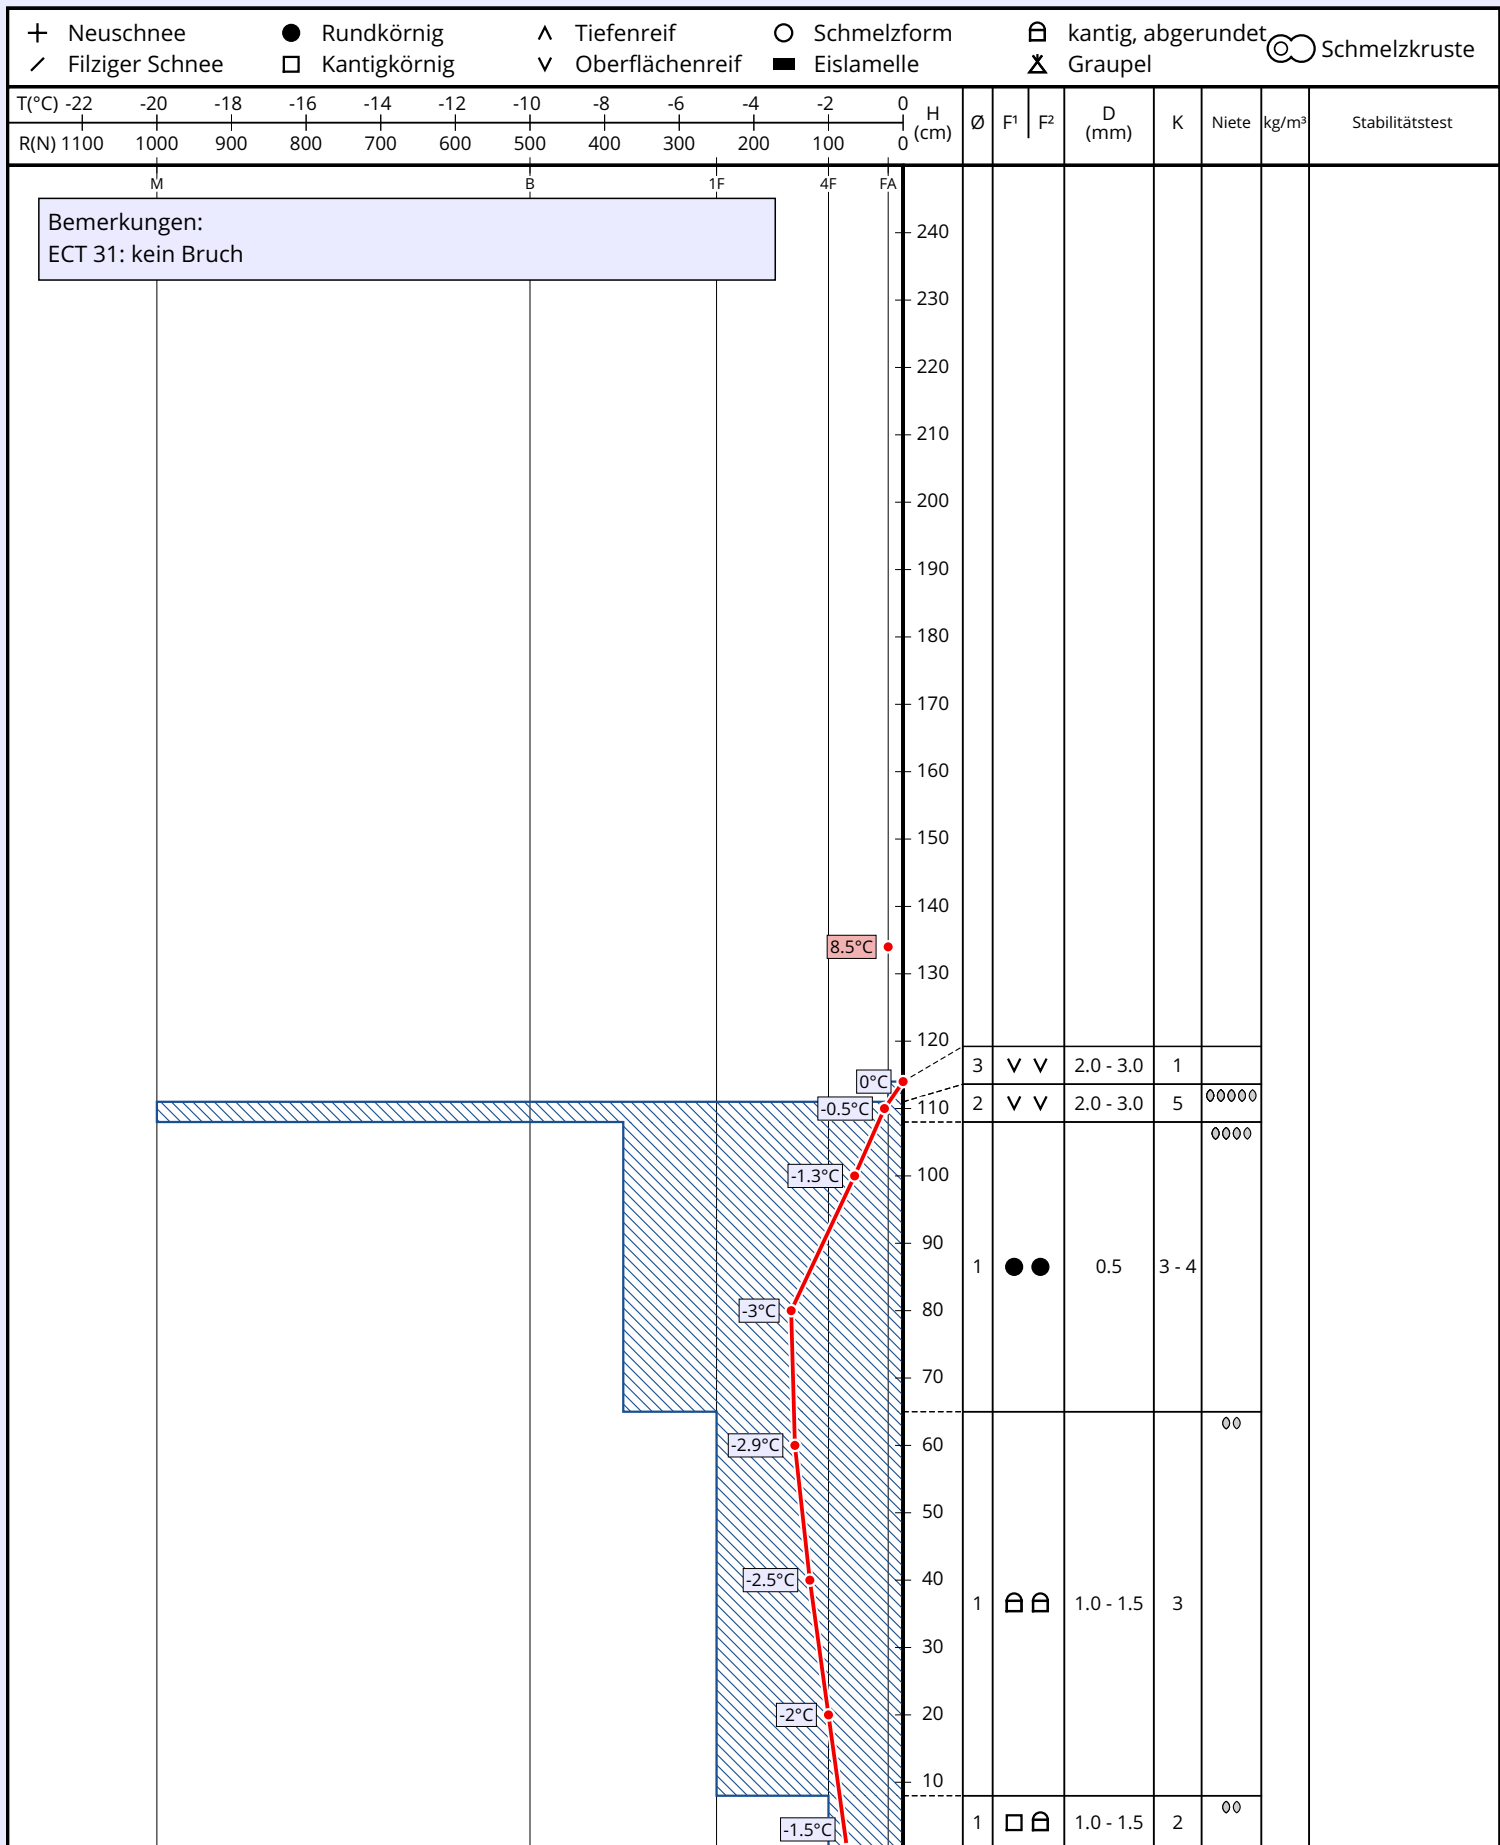 Neuschnee Rundkörnig Tiefenreif Schmelzform kantig, abgerundet Schmelzkruste
Filziger Schnee Kantigkörnig Oberflächenreif Eislamelle Graupel
T(°C) -22 -20 -18 -16 -14 -12 -10 -8 -6 -4 -2 0
R(N) 1100 1000 900 800 700 600 500 400 300 200 100 0
H (cm) Ø F¹ F² D (mm) K Niete kg/m³ Stabilitätstest
M B 1F 4F FA
Bemerkungen:
ECT 31: kein Bruch
240
230
220
210
200
190
180
170
160
150
140
8.5°C
130
120
3 2.0 - 3.0 1
0°C
2 2.0 - 3.0 5
-0.5°C 110
-1.3°C 100
90
1 0.5 3 - 4
-3°C 80
70
-2.9°C 60
50
-2.5°C 40
1 1.0 - 1.5 3
30
-2°C 20
10
1 1.0 - 1.5 2
-1.5°C